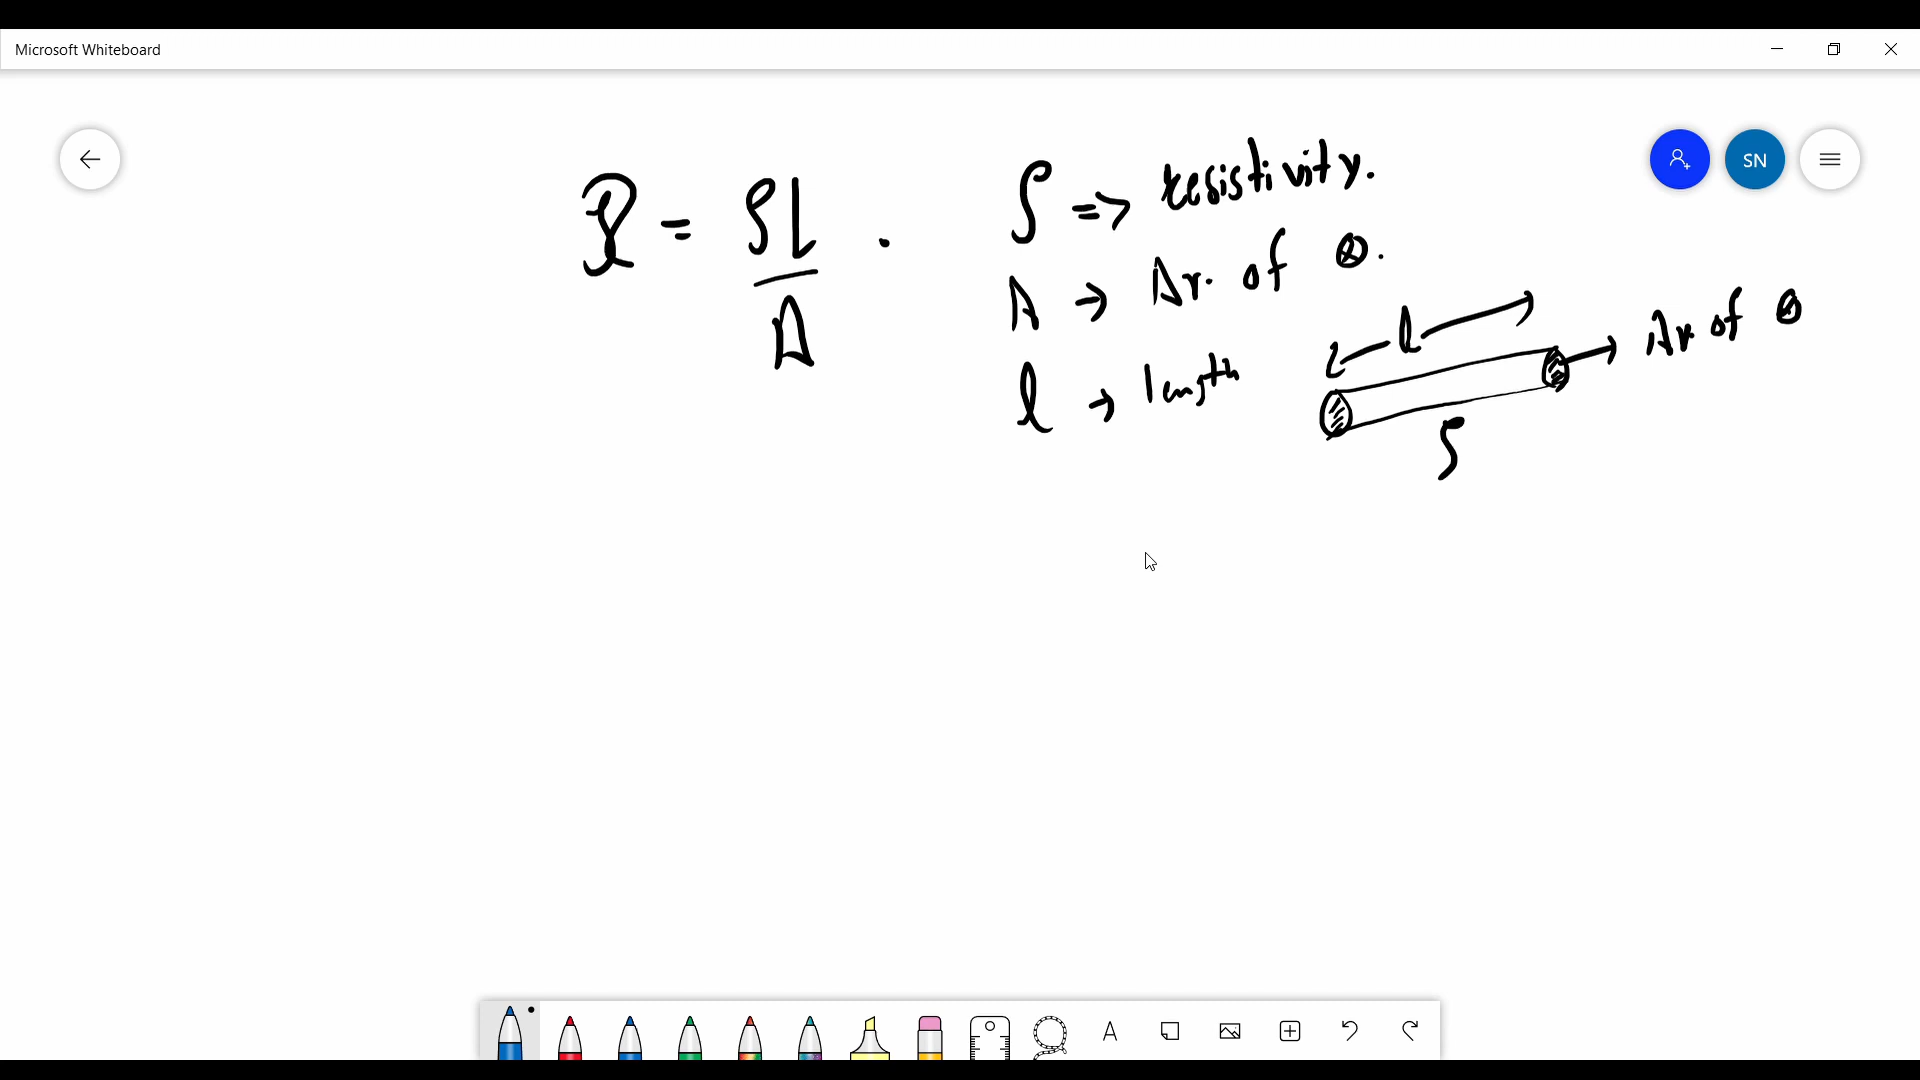 Microsoft Whiteboard
SN
R = ρL / A .
ρ => resistivity.
A → Ar. of ⊗.
l → length
l
→ Ar. of ⊗
ρ
A